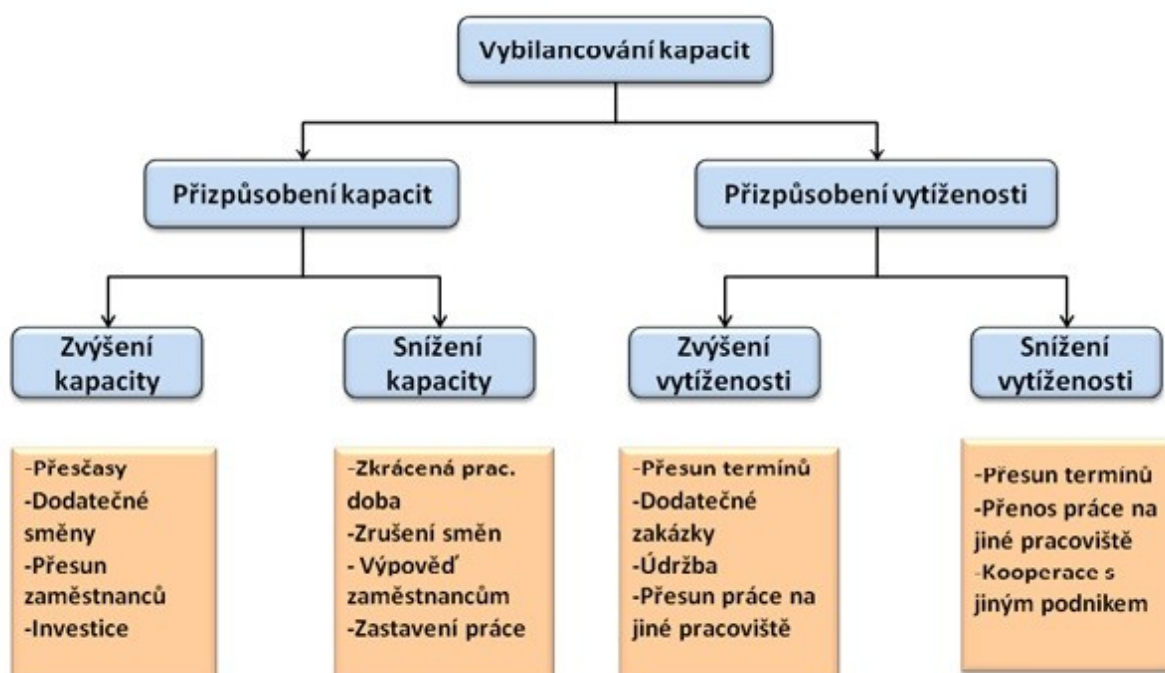 Vybilancování kapacit
Přizpůsobení kapacit
Přizpůsobení vytíženosti
Zvýšení
kapacity
Snížení
kapacity
Zvýšení
vytíženosti
Snížení
vytíženosti
-Přesčasy
-Dodatečné
směny
-Přesun
zaměstnanců
-Investice
-Zkrácená prac.
doba
-Zrušení směn
- Výpověď
zaměstnancům
-Zastavení práce
-Přesun termínů
-Dodatečné
zakázky
-Údržba
-Přesun práce na
jiné pracoviště
-Přesun termínů
-Přenos práce na
jiné pracoviště
-Kooperace s
jiným podnikem